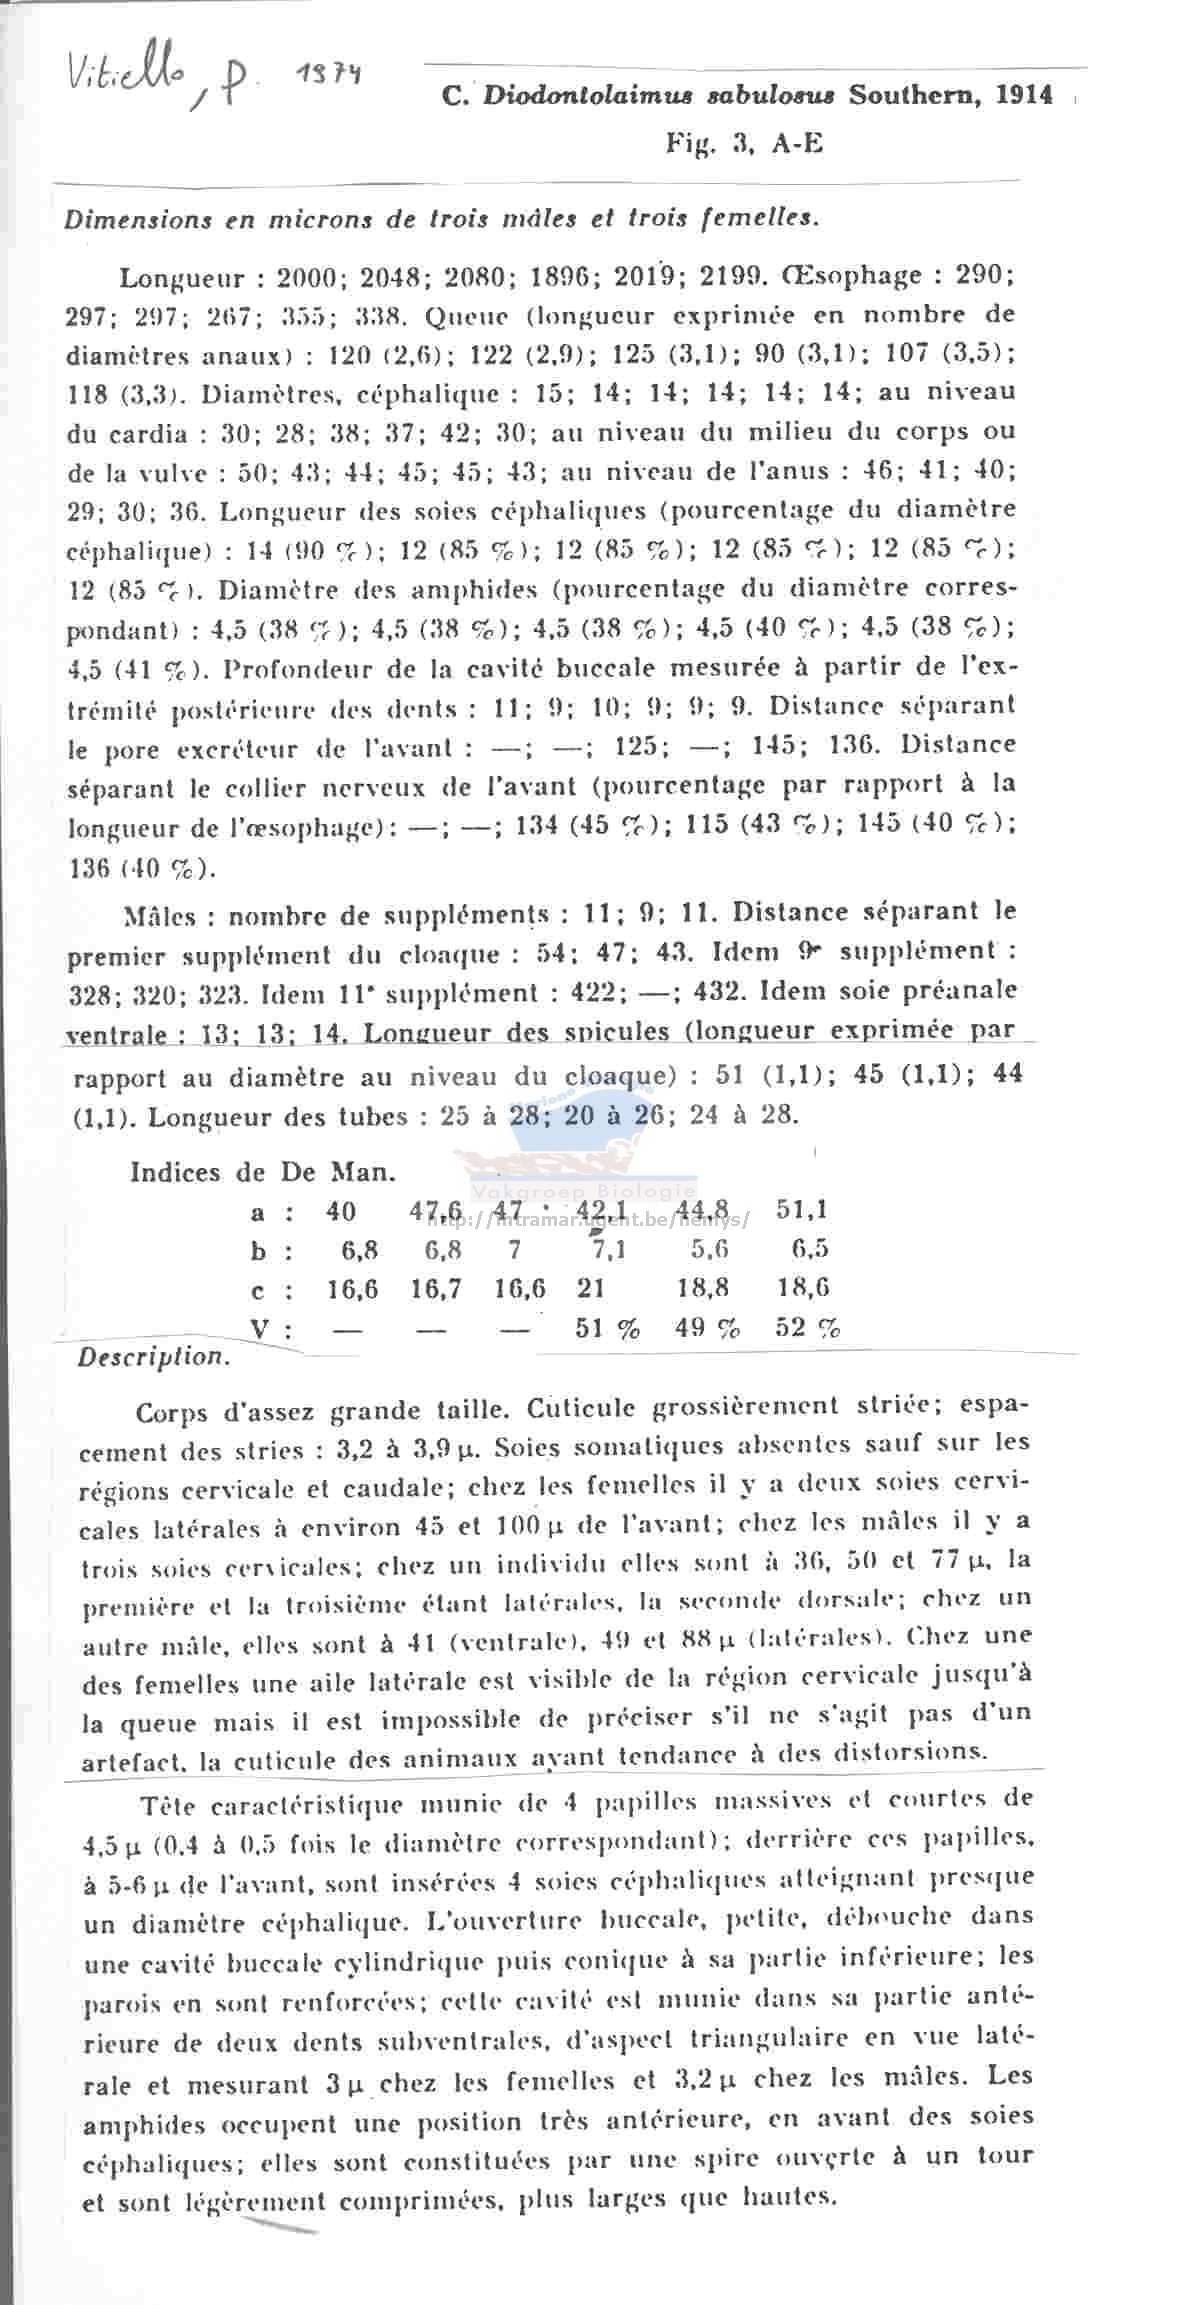 Vitiello, P. 1974
C. Diodontolaimus sabulosus Southern, 1914
Fig. 3, A-E
Dimensions en microns de trois mâles et trois femelles.
Longueur : 2000; 2048; 2080; 1896; 2019; 2199. Œsophage : 290;
297; 297; 267; 355; 338. Queue (longueur exprimée en nombre de
diamètres anaux) : 120 (2,6); 122 (2,9); 125 (3,1); 90 (3,1); 107 (3,5);
118 (3,3). Diamètres, céphalique : 15; 14; 14; 14; 14; 14; au niveau
du cardia : 30; 28; 38; 37; 42; 30; au niveau du milieu du corps ou
de la vulve : 50; 43; 44; 45; 45; 43; au niveau de l'anus : 46; 41; 40;
29; 30; 36. Longueur des soies céphaliques (pourcentage du diamètre
céphalique) : 14 (90 %); 12 (85 %); 12 (85 %); 12 (85 %); 12 (85 %);
12 (85 %). Diamètre des amphides (pourcentage du diamètre corres-
pondant) : 4,5 (38 %); 4,5 (38 %); 4,5 (38 %); 4,5 (40 %); 4,5 (38 %);
4,5 (41 %). Profondeur de la cavité buccale mesurée à partir de l'ex-
trémité postérieure des dents : 11; 9; 10; 9; 9; 9. Distance séparant
le pore excréteur de l'avant : —; —; 125; —; 145; 136. Distance
séparant le collier nerveux de l'avant (pourcentage par rapport à la
longueur de l'œsophage) : —; —; 134 (45 %); 115 (43 %); 145 (40 %);
136 (40 %).
Mâles : nombre de suppléments : 11; 9; 11. Distance séparant le
premier supplément du cloaque : 54; 47; 43. Idem 9e supplément :
328; 320; 323. Idem 11e supplément : 422; —; 432. Idem soie préanale
ventrale : 13; 13; 14. Longueur des spicules (longueur exprimée par
rapport au diamètre au niveau du cloaque) : 51 (1,1); 45 (1,1); 44
(1,1). Longueur des tubes : 25 à 28; 20 à 26; 24 à 28.
Indices de De Man.
Vakgroep Biologie
http://intramar.ugent.be/nemys/
a : 40 47,6 47 42,1 44,8 51,1
b : 6,8 6,8 7 7,1 5,6 6,5
c : 16,6 16,7 16,6 21 18,8 18,6
V : — — — 51 % 49 % 52 %
Description.
Corps d'assez grande taille. Cuticule grossièrement striée; espa-
cement des stries : 3,2 à 3,9 µ. Soies somatiques absentes sauf sur les
régions cervicale et caudale; chez les femelles il y a deux soies cervi-
cales latérales à environ 45 et 100 µ de l'avant; chez les mâles il y a
trois soies cervicales; chez un individu elles sont à 36, 50 et 77 µ, la
première et la troisième étant latérales, la seconde dorsale; chez un
autre mâle, elles sont à 41 (ventrale), 49 et 88 µ (latérales). Chez une
des femelles une aile latérale est visible de la région cervicale jusqu'à
la queue mais il est impossible de préciser s'il ne s'agit pas d'un
artefact, la cuticule des animaux ayant tendance à des distorsions.
Tête caractéristique munie de 4 papilles massives et courtes de
4,5 µ (0,4 à 0,5 fois le diamètre correspondant); derrière ces papilles,
à 5-6 µ de l'avant, sont insérées 4 soies céphaliques atteignant presque
un diamètre céphalique. L'ouverture buccale, petite, débouche dans
une cavité buccale cylindrique puis conique à sa partie inférieure; les
parois en sont renforcées; cette cavité est munie dans sa partie anté-
rieure de deux dents subventrales, d'aspect triangulaire en vue laté-
rale et mesurant 3 µ chez les femelles et 3,2 µ chez les mâles. Les
amphides occupent une position très antérieure, en avant des soies
céphaliques; elles sont constituées par une spire ouverte à un tour
et sont légèrement comprimées, plus larges que hautes.